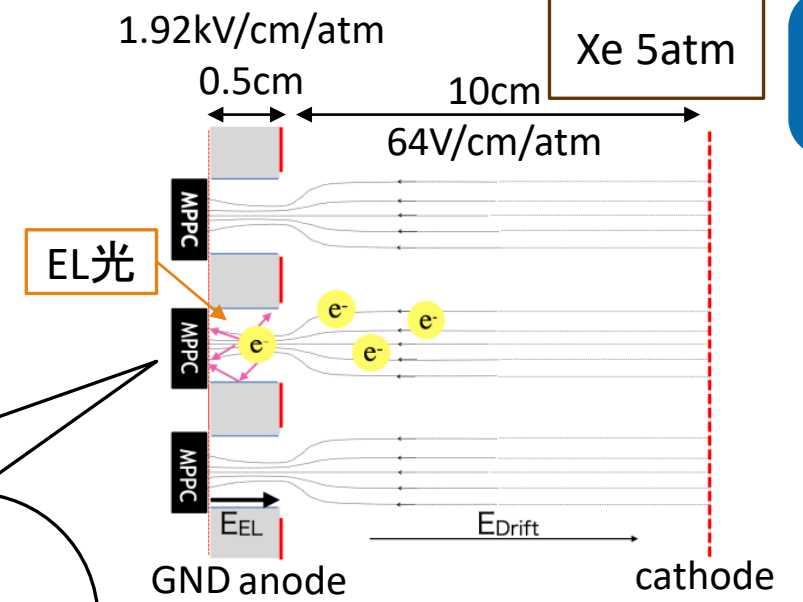 1.92kV/cm/atm
0.5cm
Xe 5atm
10cm
64V/cm/atm
MPPC
EL光
MPPC
e-
e-
e-
e-
MPPC
EEL
EDrift
GND anode
cathode